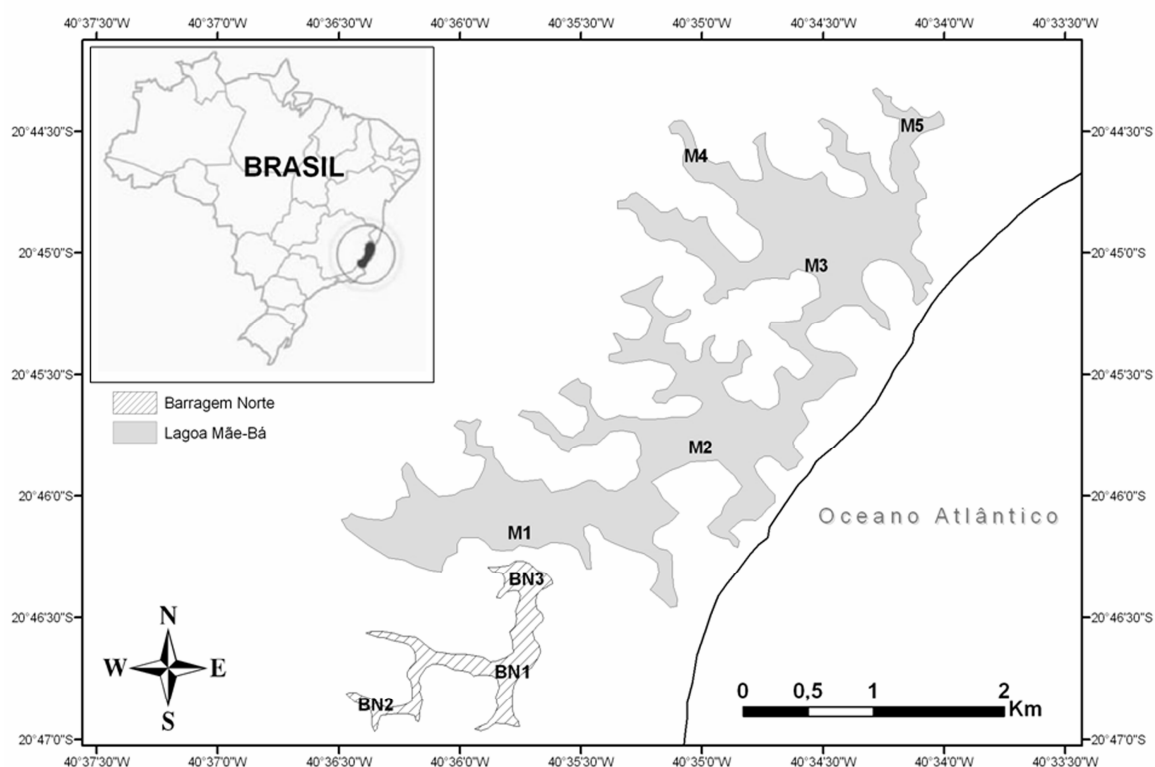 40°37'30"W 40°37'0"W 40°36'30"W 40°36'0"W 40°35'30"W 40°35'0"W 40°34'30"W 40°34'0"W 40°33'30"W
BRASIL
20°44'30"S M4 M5 20°44'30"S
20°45'0"S M3 20°45'0"S
20°45'30"S 20°45'30"S
Barragem Norte
Lagoa Mãe-Bá
M2
20°46'0"S 20°46'0"S
Oceano Atlântico
M1
BN3
20°46'30"S 20°46'30"S
N
W E
S
BN1
BN2
0 0,5 1 2
Km
20°47'0"S 20°47'0"S
40°37'30"W 40°37'0"W 40°36'30"W 40°36'0"W 40°35'30"W 40°35'0"W 40°34'30"W 40°34'0"W 40°33'30"W